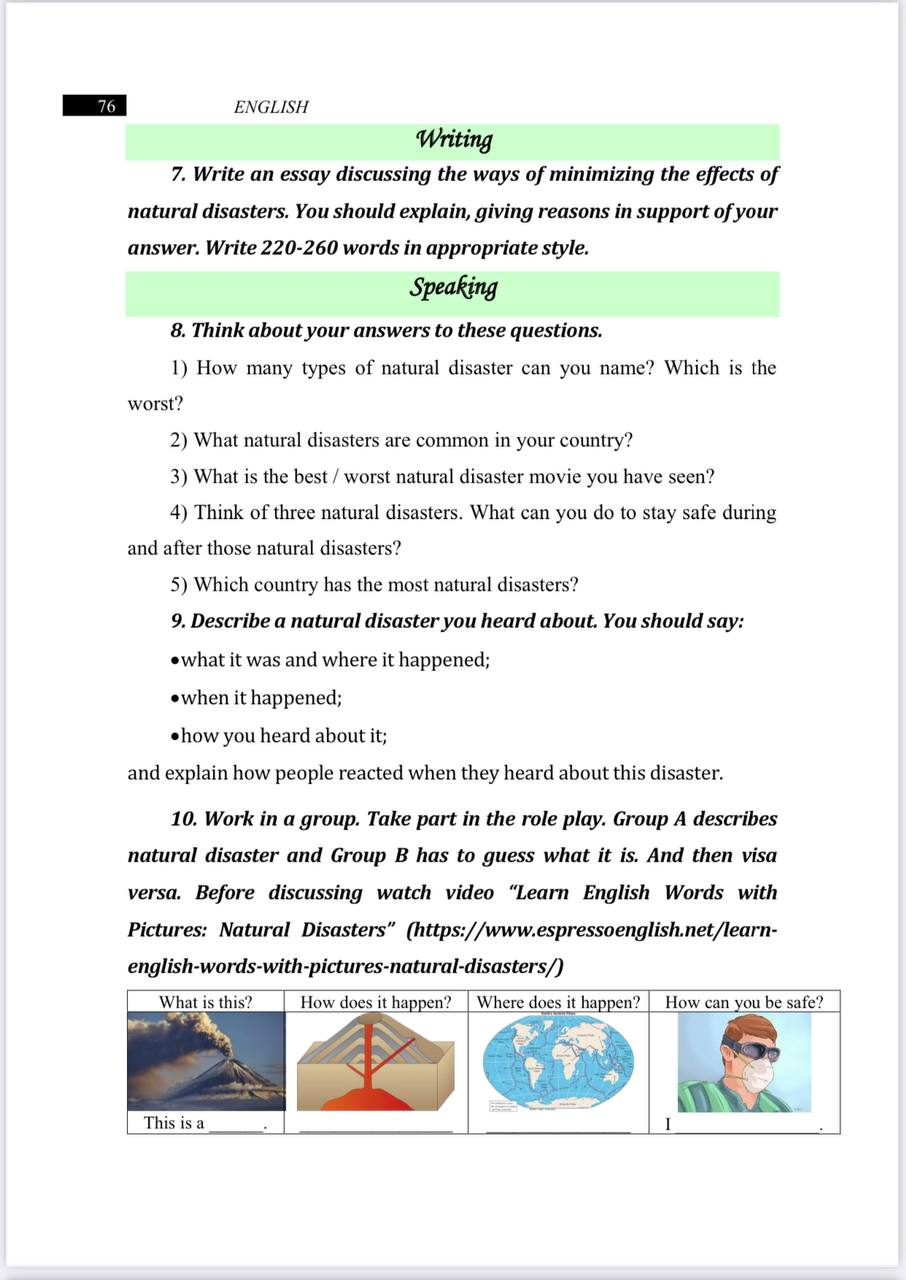 76 ENGLISH
Writing
7. Write an essay discussing the ways of minimizing the effects of
natural disasters. You should explain, giving reasons in support of your
answer. Write 220-260 words in appropriate style.
Speaking
8. Think about your answers to these questions.
1) How many types of natural disaster can you name? Which is the
worst?
2) What natural disasters are common in your country?
3) What is the best / worst natural disaster movie you have seen?
4) Think of three natural disasters. What can you do to stay safe during
and after those natural disasters?
5) Which country has the most natural disasters?
9. Describe a natural disaster you heard about. You should say:
•what it was and where it happened;
•when it happened;
•how you heard about it;
and explain how people reacted when they heard about this disaster.
10. Work in a group. Take part in the role play. Group A describes
natural disaster and Group B has to guess what it is. And then visa
versa. Before discussing watch video “Learn English Words with
Pictures: Natural Disasters” (https://www.espressoenglish.net/learn-
english-words-with-pictures-natural-disasters/)
What is this? How does it happen? Where does it happen? How can you be safe?
This is a ______. ________________ ________________ I ________________.